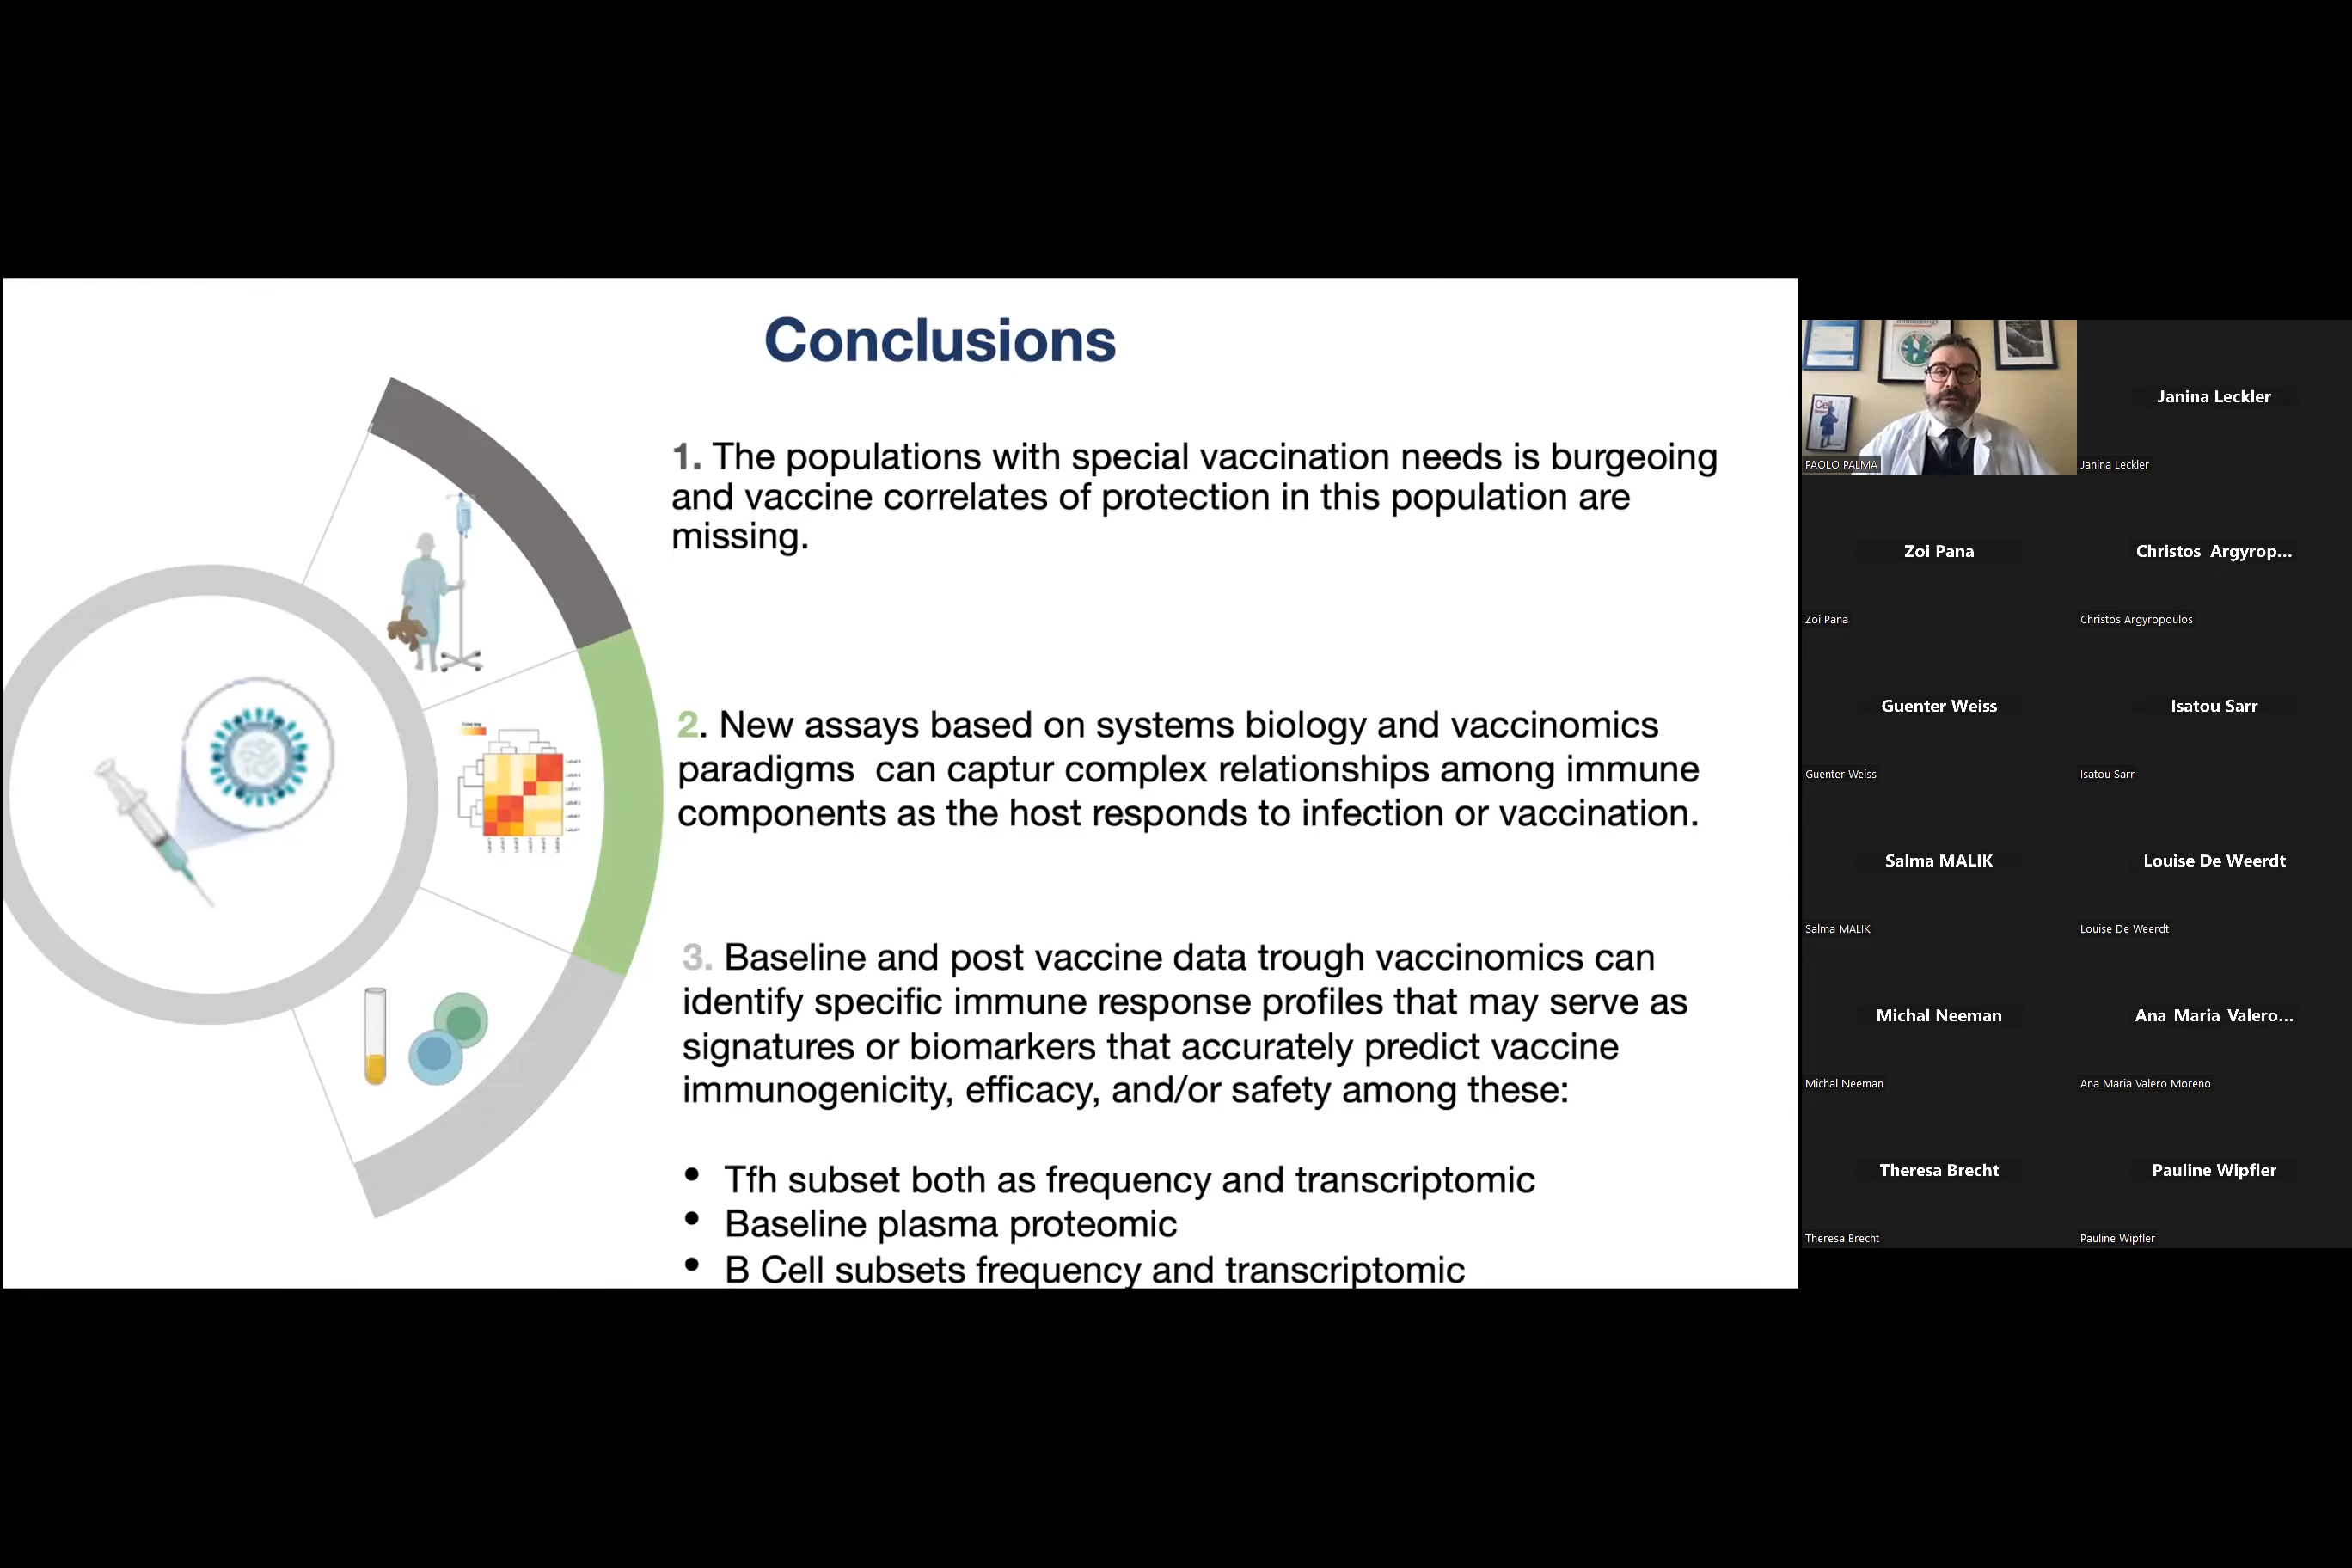 Conclusions
1. The populations with special vaccination needs is burgeoing
and vaccine correlates of protection in this population are
missing.
2. New assays based on systems biology and vaccinomics
paradigms  can captur complex relationships among immune
components as the host responds to infection or vaccination.
3. Baseline and post vaccine data trough vaccinomics can
identify specific immune response profiles that may serve as
signatures or biomarkers that accurately predict vaccine
immunogenicity, efficacy, and/or safety among these:
• Tfh subset both as frequency and transcriptomic
• Baseline plasma proteomic
• B Cell subsets frequency and transcriptomic
Cell
PAOLO PALMA
Janina Leckler
Janina Leckler
Zoi Pana
Zoi Pana
Christos Argyrop...
Christos Argyropoulos
Guenter Weiss
Guenter Weiss
Isatou Sarr
Isatou Sarr
Salma MALIK
Salma MALIK
Louise De Weerdt
Louise De Weerdt
Michal Neeman
Michal Neeman
Ana Maria Valero...
Ana Maria Valero Moreno
Theresa Brecht
Theresa Brecht
Pauline Wipfler
Pauline Wipfler